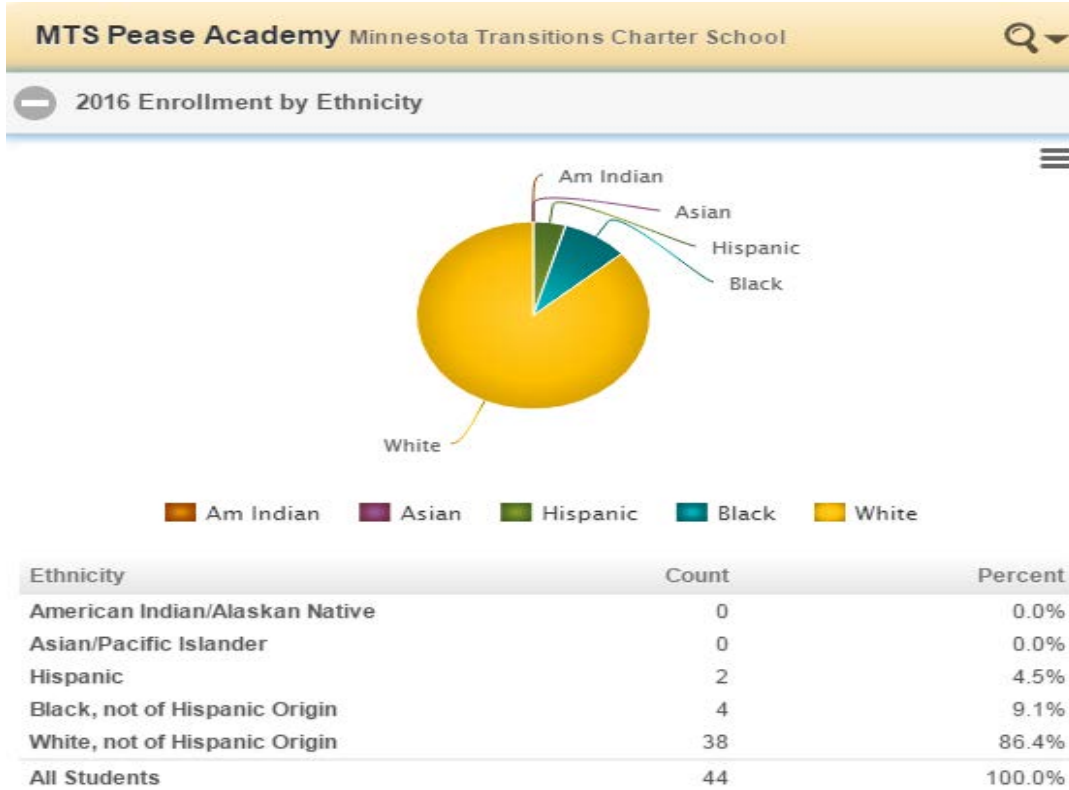 MTS Pease Academy Minnesota Transitions Charter School
2016 Enrollment by Ethnicity
Am Indian
Asian
Hispanic
Black
White
Am Indian Asian Hispanic Black White
Ethnicity Count Percent
American Indian/Alaskan Native 0 0.0%
Asian/Pacific Islander 0 0.0%
Hispanic 2 4.5%
Black, not of Hispanic Origin 4 9.1%
White, not of Hispanic Origin 38 86.4%
All Students 44 100.0%